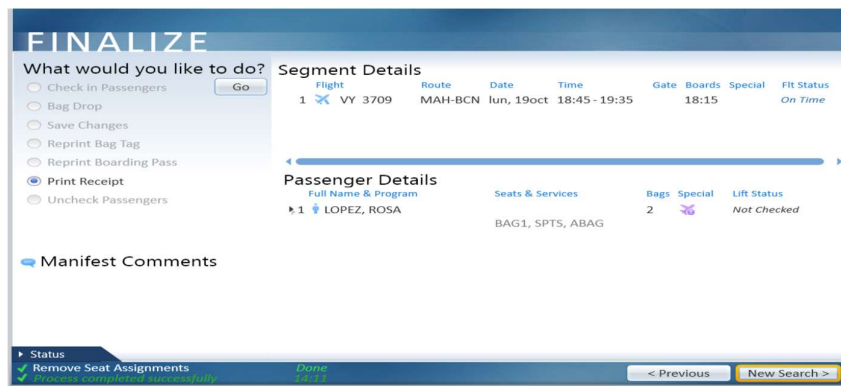 FINALIZE
What would you like to do?
Check In Passengers
Go
Bag Drop
Save Changes
Reprint Bag Tag
Reprint Boarding Pass
Print Receipt
Uncheck Passengers
Manifest Comments
Segment Details
Flight Route Date Time Gate Boards Special Flt Status
1 VY 3709 MAH-BCN lun, 19oct 18:45 - 19:35 18:15 On Time
Passenger Details
Full Name & Program Seats & Services Bags Special Lift Status
1 LOPEZ, ROSA 2 Not Checked
BAG1, SPTS, ABAG
Status
Remove Seat Assignments Done
Process completed successfully 14:11
< Previous New Search >